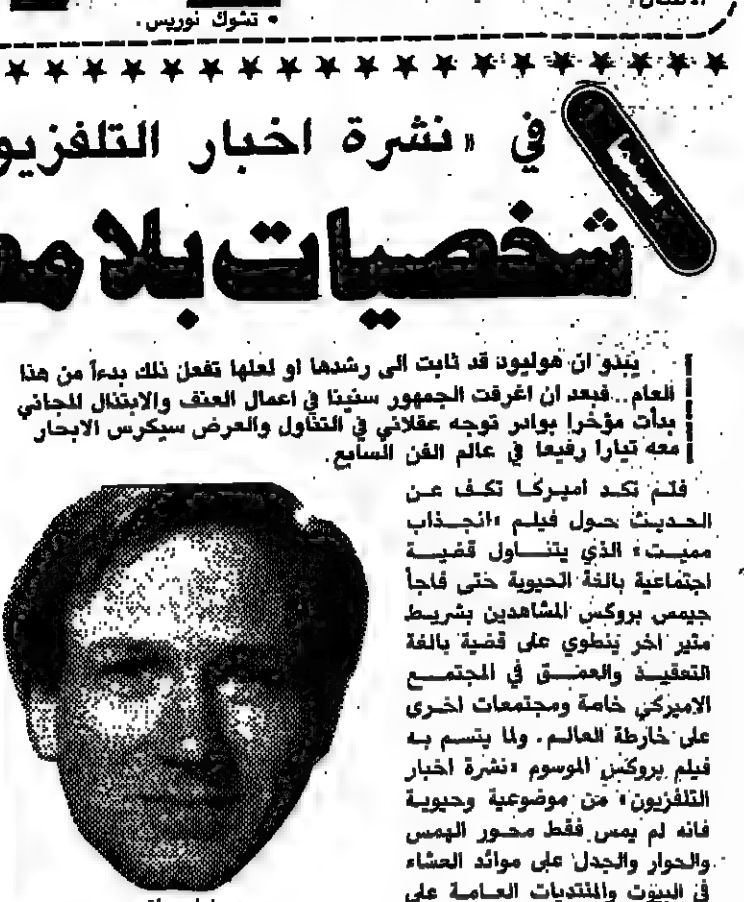 • تشوك نوريس.
في «نشرة اخبار التلفزيو
شخصيات بلا
يبدو ان هوليود قد ثابت الى رشدها او لعلها تفعل ذلك بدءاً من هذا
العام.. فبعد ان اغرقت الجمهور سنينا في اعمال العنف والابتذال المجاني
بدأت مؤخرا بوادر توجه عقلاني في التناول والعرض سيكرس الابحار
معه تيارا رفيعا في عالم الفن السابع.
فلم تكد اميركا تكف عن
الحديث حول فيلم «انجذاب
مميت» الذي يتناول قضية
اجتماعية بالغة الحيوية حتى فاجأ
جيمس بروكس المشاهدين بشريط
مثير اخر ينطوي على قضية بالغة
التعقيد والعمق في المجتمع
الاميركي خاصة ومجتمعات اخرى
على خارطة العالم. ولما يتسم به
فيلم بروكس الموسوم «نشرة اخبار
التلفزيون» من موضوعية وحيوية
فانه لم يمس فقط محور الهمس
والحوار والجدل على موائد العشاء
في البيوت والمنتديات العامة على